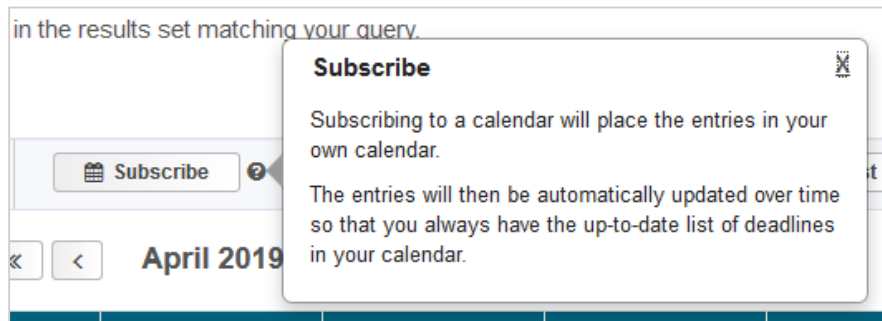 in the results set matching your query.
Subscribe X
Subscribing to a calendar will place the entries in your
own calendar.
Subscribe ?
The entries will then be automatically updated over time
so that you always have the up-to-date list of deadlines
in your calendar.
« < April 2019